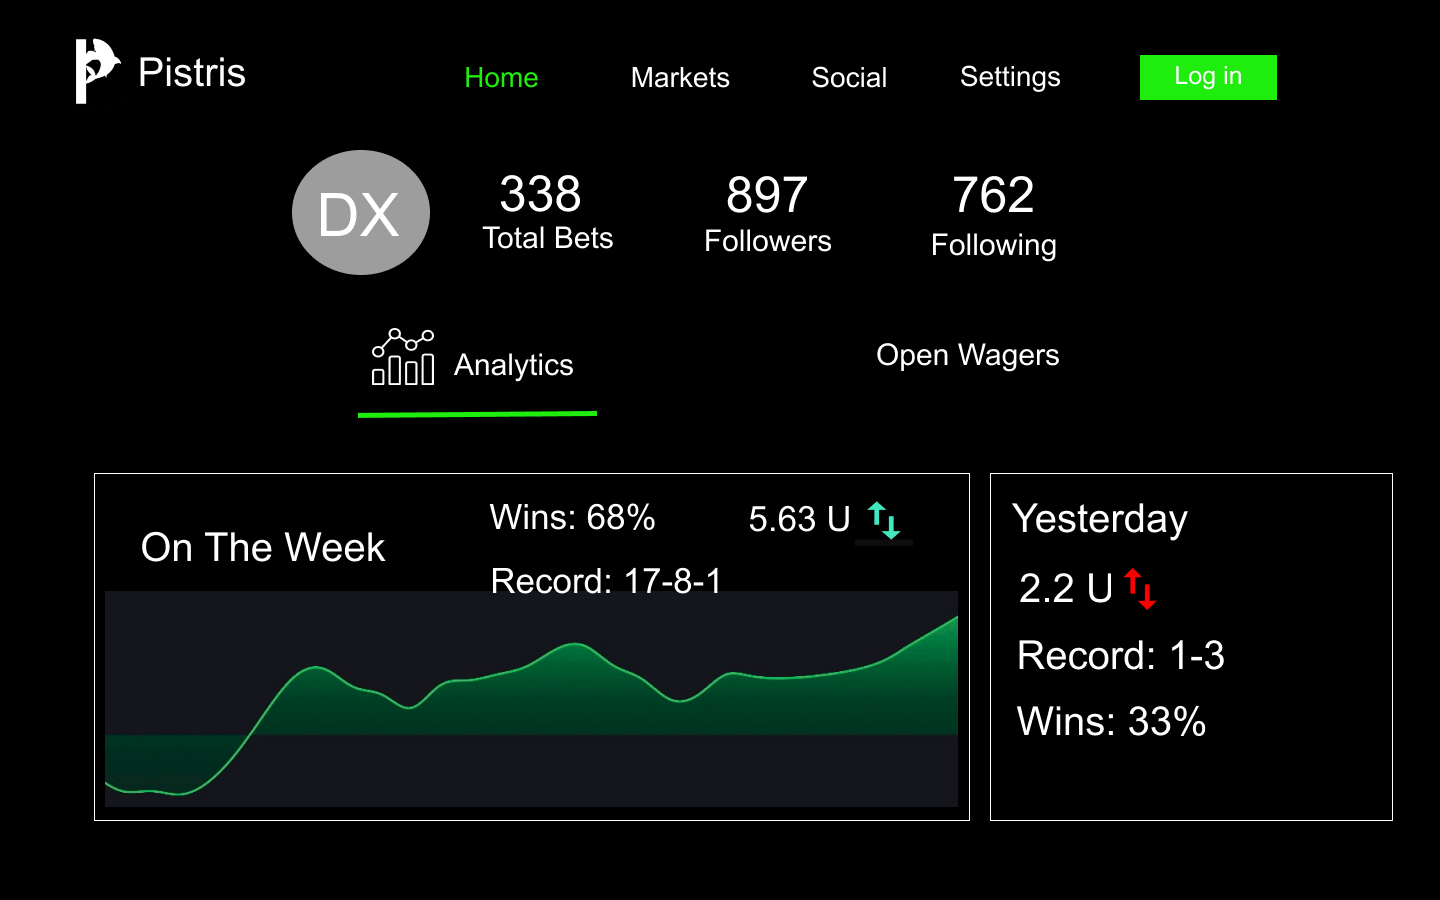 Pistris
Home Markets Social Settings Log in
DX
338 897 762
Total Bets Followers Following
Analytics
Open Wagers
On The Week
Wins: 68% 5.63 U
Record: 17-8-1
Yesterday
2.2 U
Record: 1-3
Wins: 33%